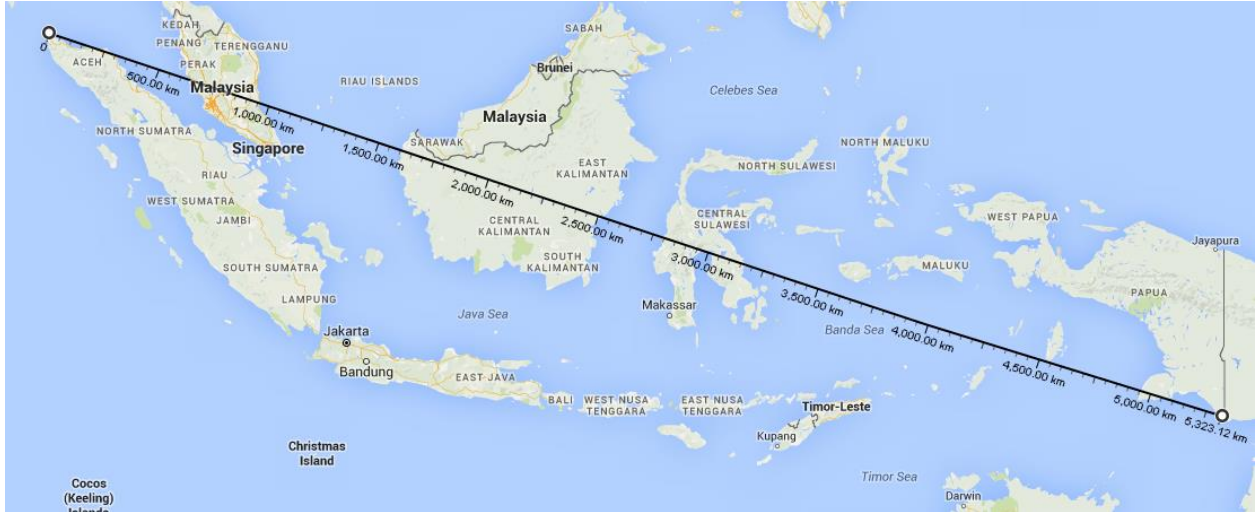 KEDAH
PENANG
TERENGGANU
PERAK
Malaysia
0
ACEH
500.00 km
1,000.00 km
NORTH SUMATRA
Singapore
RIAU
WEST SUMATRA
JAMBI
SOUTH SUMATRA
LAMPUNG
RIAU ISLANDS
SABAH
Brunei
Malaysia
SARAWAK
1,500.00 km
2,000.00 km
EAST
KALIMANTAN
CENTRAL
KALIMANTAN
2,500.00 km
SOUTH
KALIMANTAN
Celebes Sea
NORTH SULAWESI
NORTH MALUKU
CENTRAL
SULAWESI
3,000.00 km
Makassar
3,500.00 km
MALUKU
WEST PAPUA
Jayapura
PAPUA
Java Sea
Banda Sea
4,000.00 km
4,500.00 km
5,000.00 km
5,323.12 km
Jakarta
Bandung
EAST JAVA
BALI
WEST NUSA
TENGGARA
EAST NUSA
TENGGARA
Timor-Leste
Kupang
Christmas
Island
Timor Sea
Darwin
Cocos
(Keeling)
Islands